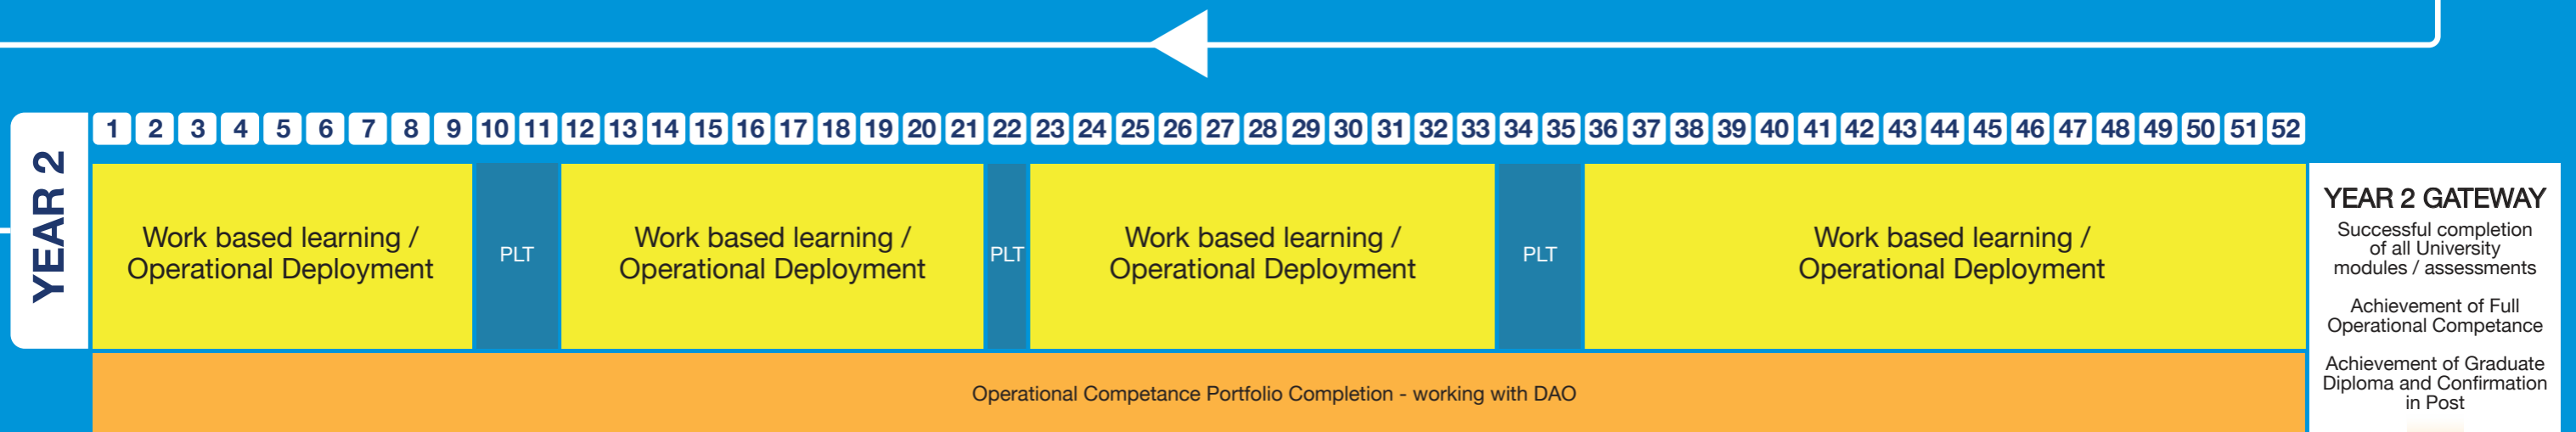 YEAR 2
1 2 3 4 5 6 7 8 9 10 11 12 13 14 15 16 17 18 19 20 21 22 23 24 25 26 27 28 29 30 31 32 33 34 35 36 37 38 39 40 41 42 43 44 45 46 47 48 49 50 51 52
Work based learning /
Operational Deployment
PLT
Work based learning /
Operational Deployment
PLT
Work based learning /
Operational Deployment
PLT
Work based learning /
Operational Deployment
Operational Competance Portfolio Completion - working with DAO
YEAR 2 GATEWAY
Successful completion
of all University
modules / assessments
Achievement of Full
Operational Competance
Achievement of Graduate
Diploma and Confirmation
in Post